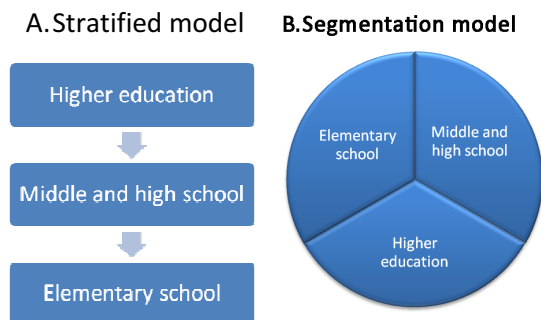 A.Stratified model
Higher education
Middle and high school
Elementary school
B.Segmentation model
Elementary
school
Middle and
high school
Higher
education